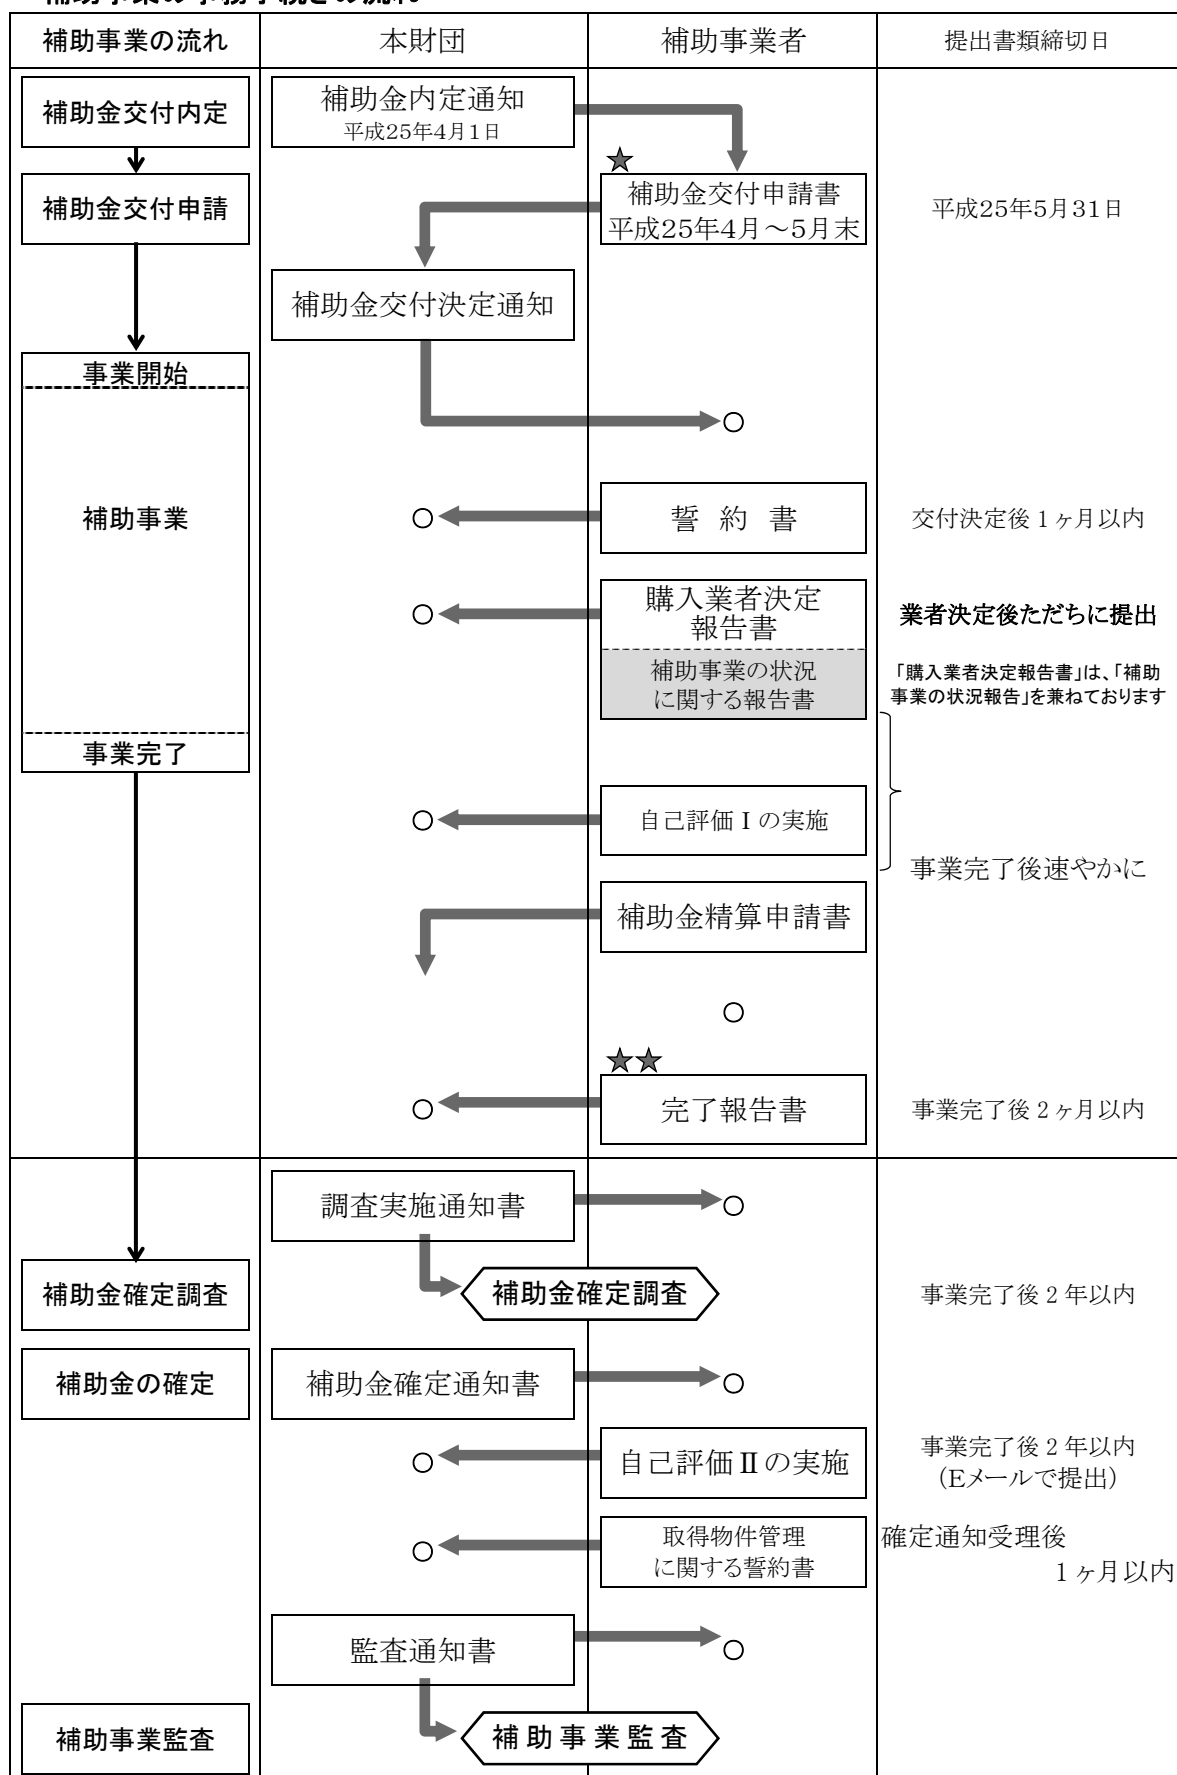 補助事業の事務手続きの流れ
補助事業の流れ 本財団 補助事業者 提出書類締切日
補助金交付内定
補助金内定通知
平成25年4月1日
★
補助金交付申請
補助金交付申請書
平成25年4月～5月末
平成25年5月31日
補助金交付決定通知
事業開始
○
補助事業
○
誓 約 書
交付決定後１ヶ月以内
○
購入業者決定
報告書
業者決定後ただちに提出
補助事業の状況
に関する報告書
「購入業者決定報告書」は、「補助
事業の状況報告」を兼ねております
事業完了
○
自己評価Ⅰの実施
事業完了後速やかに
補助金精算申請書
○
★★
○
完了報告書
事業完了後２ヶ月以内
調査実施通知書
○
補助金確定調査
補助金確定調査
事業完了後２年以内
補助金の確定
補助金確定通知書
○
○
自己評価Ⅱの実施
事業完了後２年以内
（Eメールで提出）
○
取得物件管理
に関する誓約書
確定通知受理後
１ヶ月以内
監査通知書
○
補助事業監査
補助事業監査